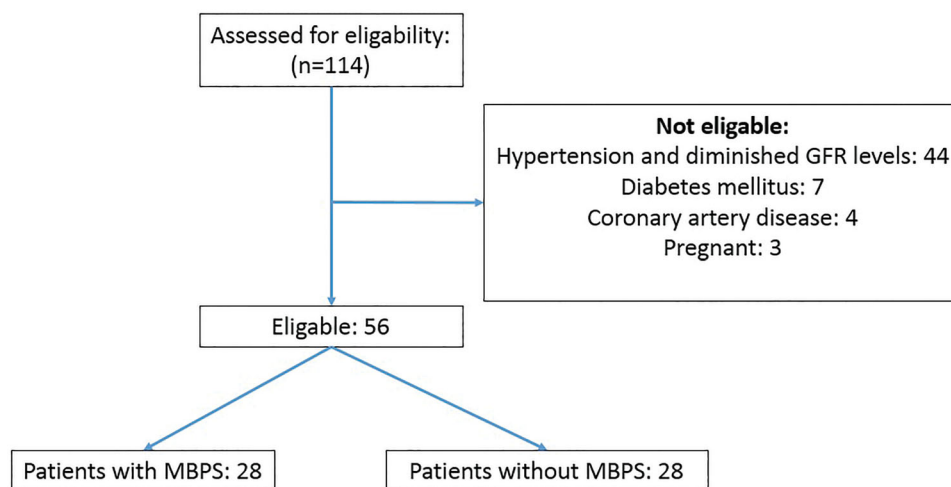 Assessed for eligability:
(n=114)
Not eligable:
Hypertension and diminished GFR levels: 44
Diabetes mellitus: 7
Coronary artery disease: 4
Pregnant: 3
Eligable: 56
Patients with MBPS: 28
Patients without MBPS: 28